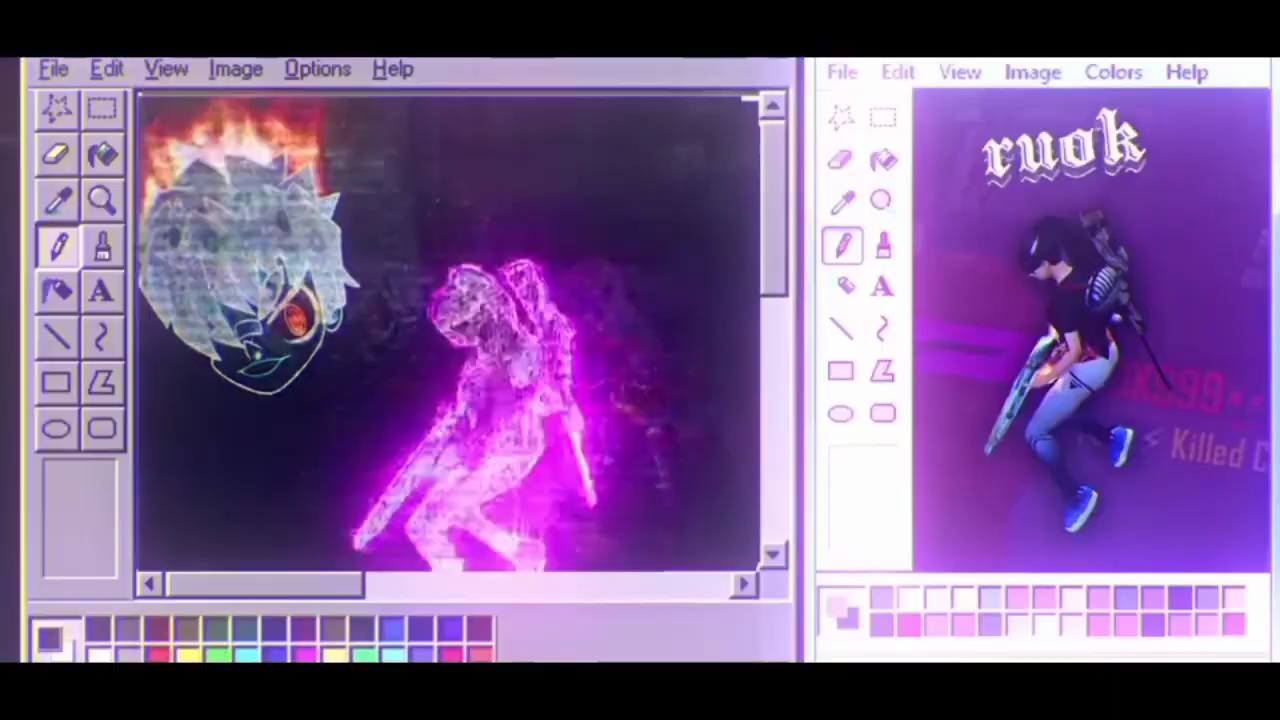 File Edit View Image Options Help
File Edit View Image Colors Help
A
A
ruok
Killed